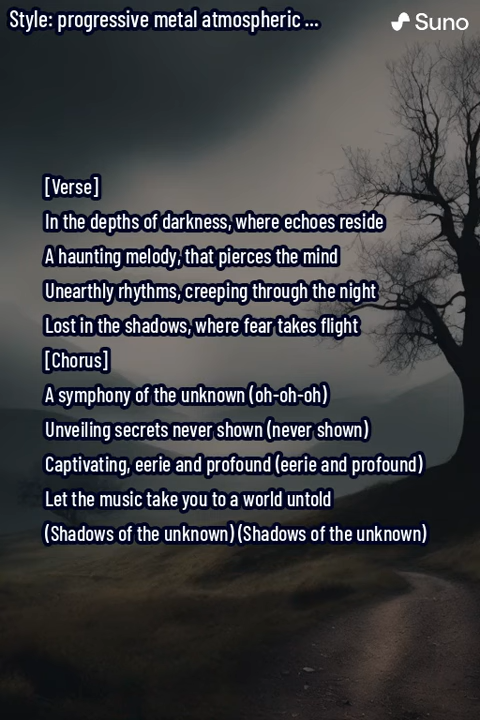 Style: progressive metal atmospheric ...
Suno
[Verse]
In the depths of darkness, where echoes reside
A haunting melody, that pierces the mind
Unearthly rhythms, creeping through the night
Lost in the shadows, where fear takes flight
[Chorus]
A symphony of the unknown (oh-oh-oh)
Unveiling secrets never shown (never shown)
Captivating, eerie and profound (eerie and profound)
Let the music take you to a world untold
(Shadows of the unknown) (Shadows of the unknown)